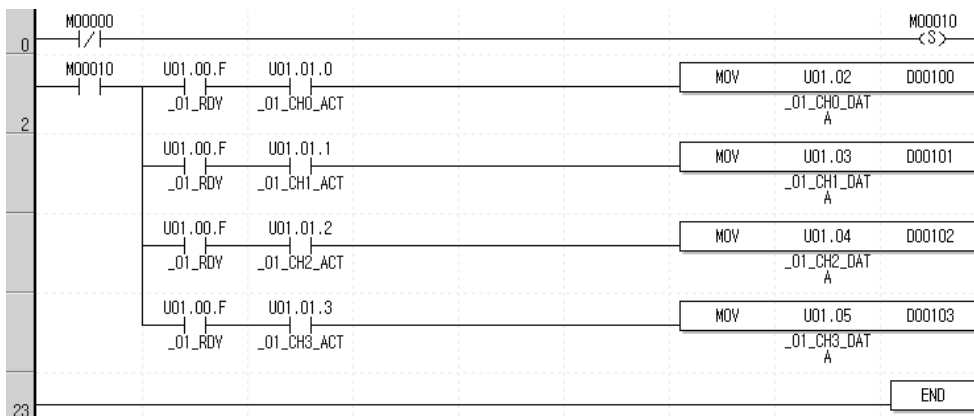 M00000 M00010
0 (S)
M00010 U01.00.F U01.01.0 MOV U01.02 D00100
_01_RDY _01_CH0_ACT _01_CH0_DAT
A
2
U01.00.F U01.01.1 MOV U01.03 D00101
_01_RDY _01_CH1_ACT _01_CH1_DAT
A
U01.00.F U01.01.2 MOV U01.04 D00102
_01_RDY _01_CH2_ACT _01_CH2_DAT
A
U01.00.F U01.01.3 MOV U01.05 D00103
_01_RDY _01_CH3_ACT _01_CH3_DAT
A
END
23